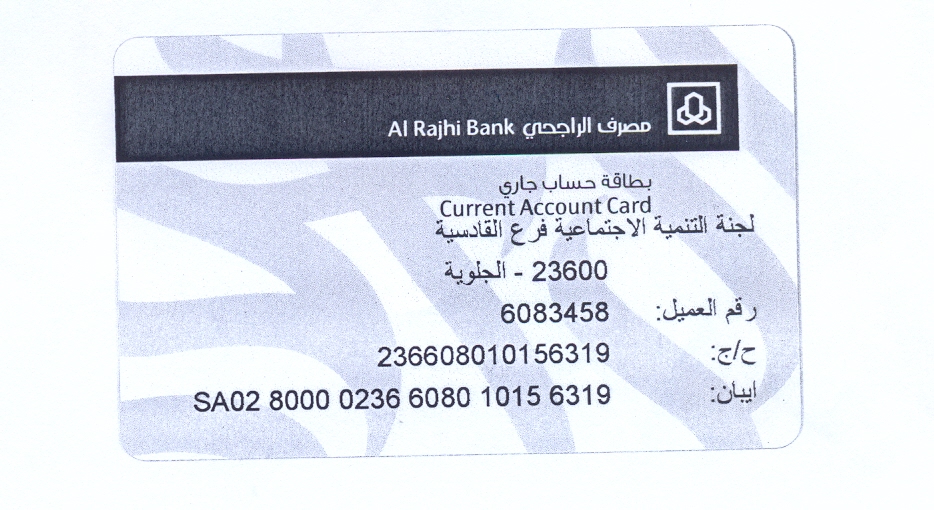 مصرف الراجحي Al Rajhi Bank
بطاقة حساب جاري
Current Account Card
لجنة التنمية الاجتماعية فرع القادسية
23600 - الجلوية
رقم العميل: 6083458
ح/ج: 236608010156319
ايبان: SA02 8000 0236 6080 1015 6319